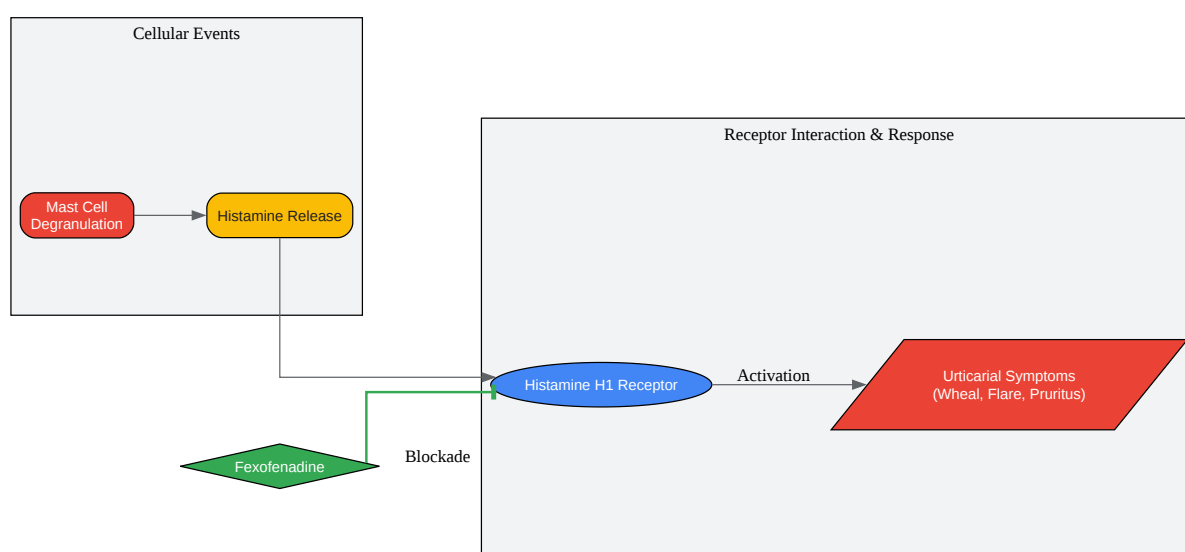 Cellular Events
Receptor Interaction & Response
Mast Cell
Degranulation
Histamine Release
Histamine H1 Receptor
Activation
Urticarial Symptoms
(Wheal, Flare, Pruritus)
Fexofenadine
Blockade